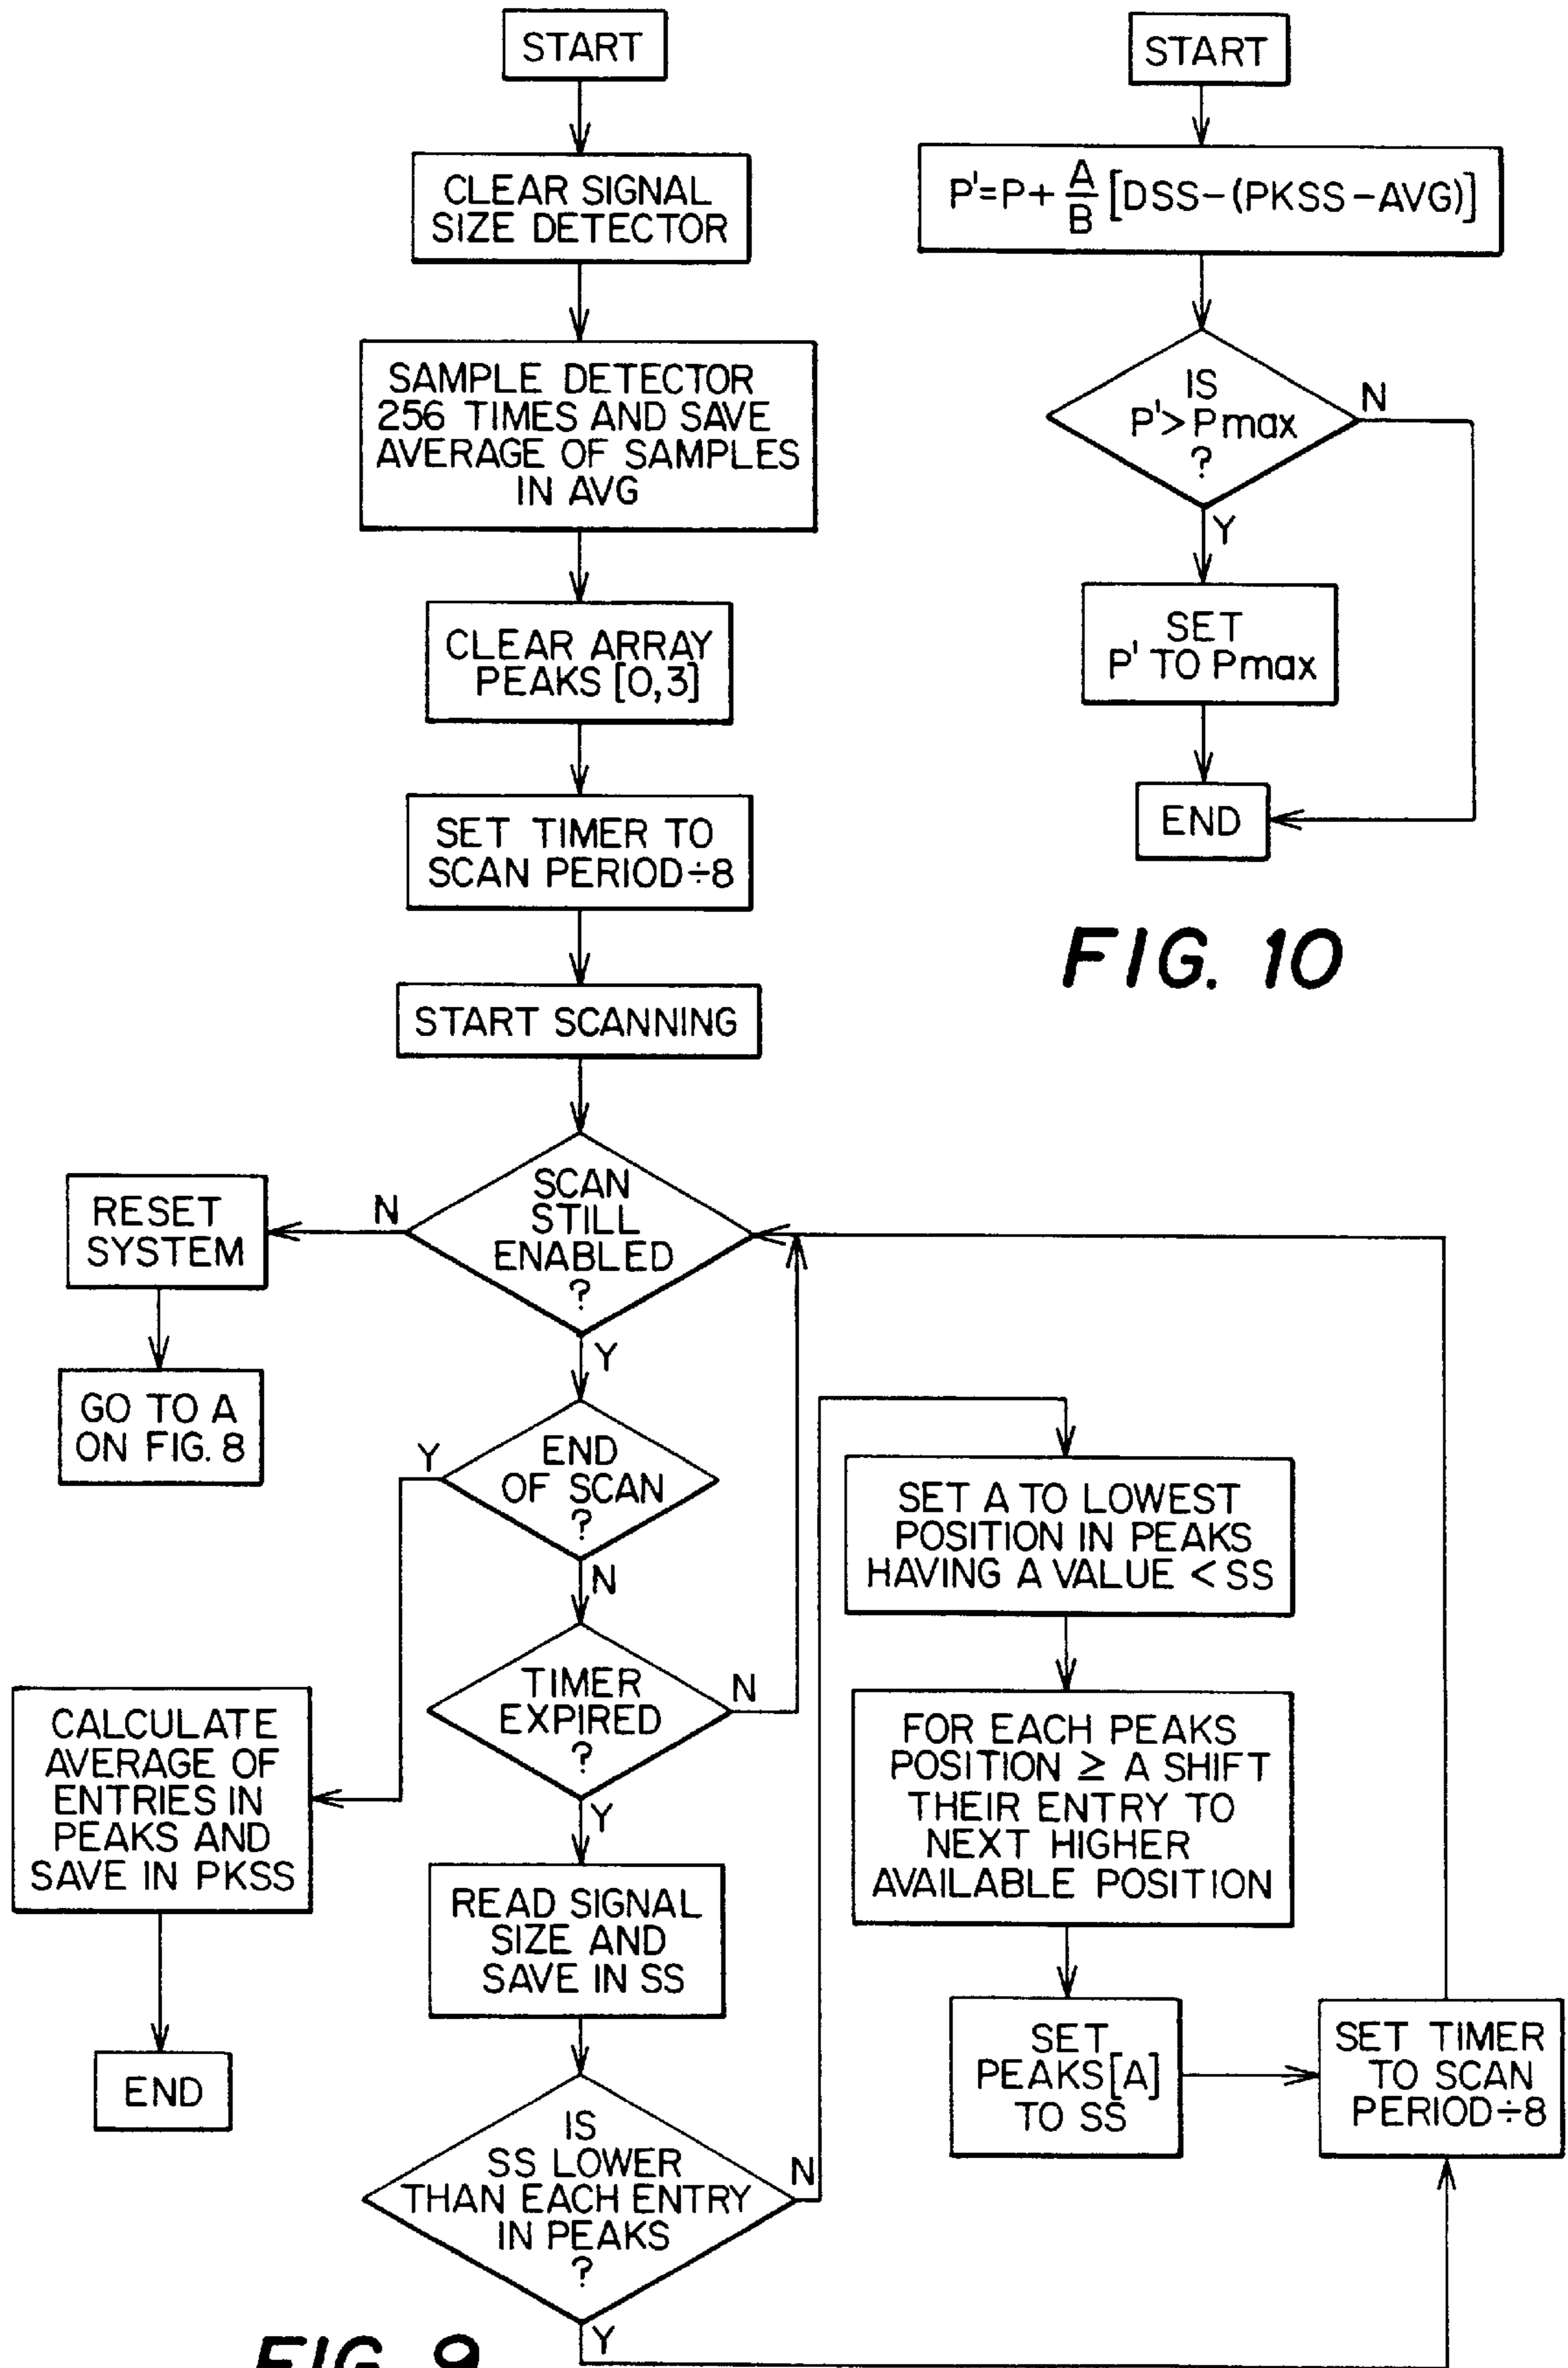 START
CLEAR SIGNAL
SIZE DETECTOR
SAMPLE DETECTOR
256 TIMES AND SAVE
AVERAGE OF SAMPLES
IN AVG
CLEAR ARRAY
PEAKS [0,3]
SET TIMER TO
SCAN PERIOD÷8
START SCANNING
SCAN
STILL
ENABLED
?
N
RESET
SYSTEM
GO TO A
ON FIG. 8
Y
END
OF SCAN
?
Y
CALCULATE
AVERAGE OF
ENTRIES IN
PEAKS AND
SAVE IN PKSS
END
N
TIMER
EXPIRED
?
N
Y
READ SIGNAL
SIZE AND
SAVE IN SS
IS
SS LOWER
THAN EACH ENTRY
IN PEAKS
?
N
Y
SET A TO LOWEST
POSITION IN PEAKS
HAVING A VALUE < SS
FOR EACH PEAKS
POSITION ≥ A SHIFT
THEIR ENTRY TO
NEXT HIGHER
AVAILABLE POSITION
SET
PEAKS[A]
TO SS
SET TIMER
TO SCAN
PERIOD÷8
FIG. 9
START
P'=P+ A/B [DSS-(PKSS-AVG)]
IS
P'> Pmax
?
N
Y
SET
P' TO Pmax
END
FIG. 10